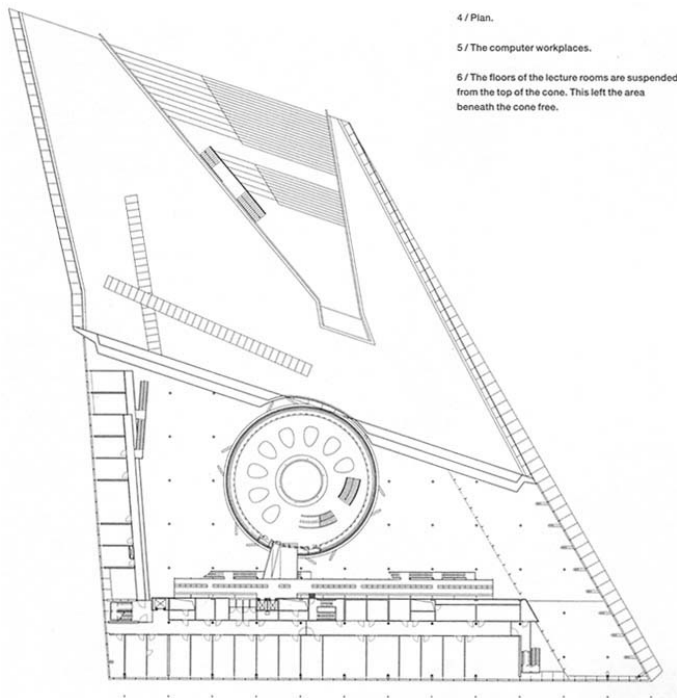 4 / Plan.
5 / The computer workplaces.
6 / The floors of the lecture rooms are suspended
from the top of the cone. This left the area
beneath the cone free.